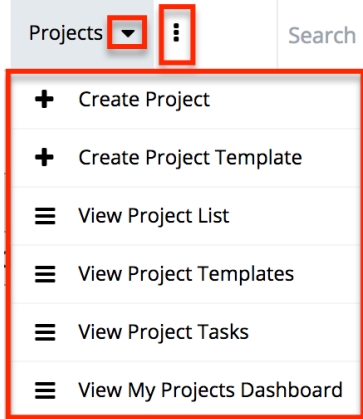 Projects
Search
Create Project
Create Project Template
View Project List
View Project Templates
View Project Tasks
View My Projects Dashboard